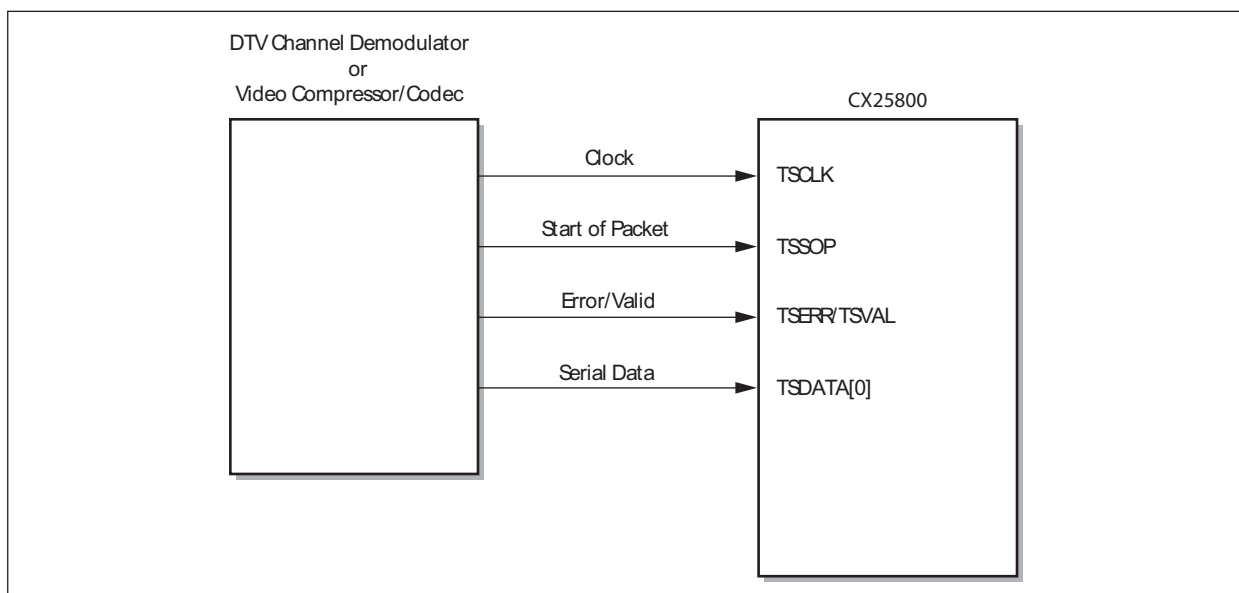 DTV Channel Demodulator
or
Video Compressor/Codec
CX25800
Clock
TSCLK
Start of Packet
TSSOP
Error/Valid
TSERR/TSVAL
Serial Data
TSDATA[0]